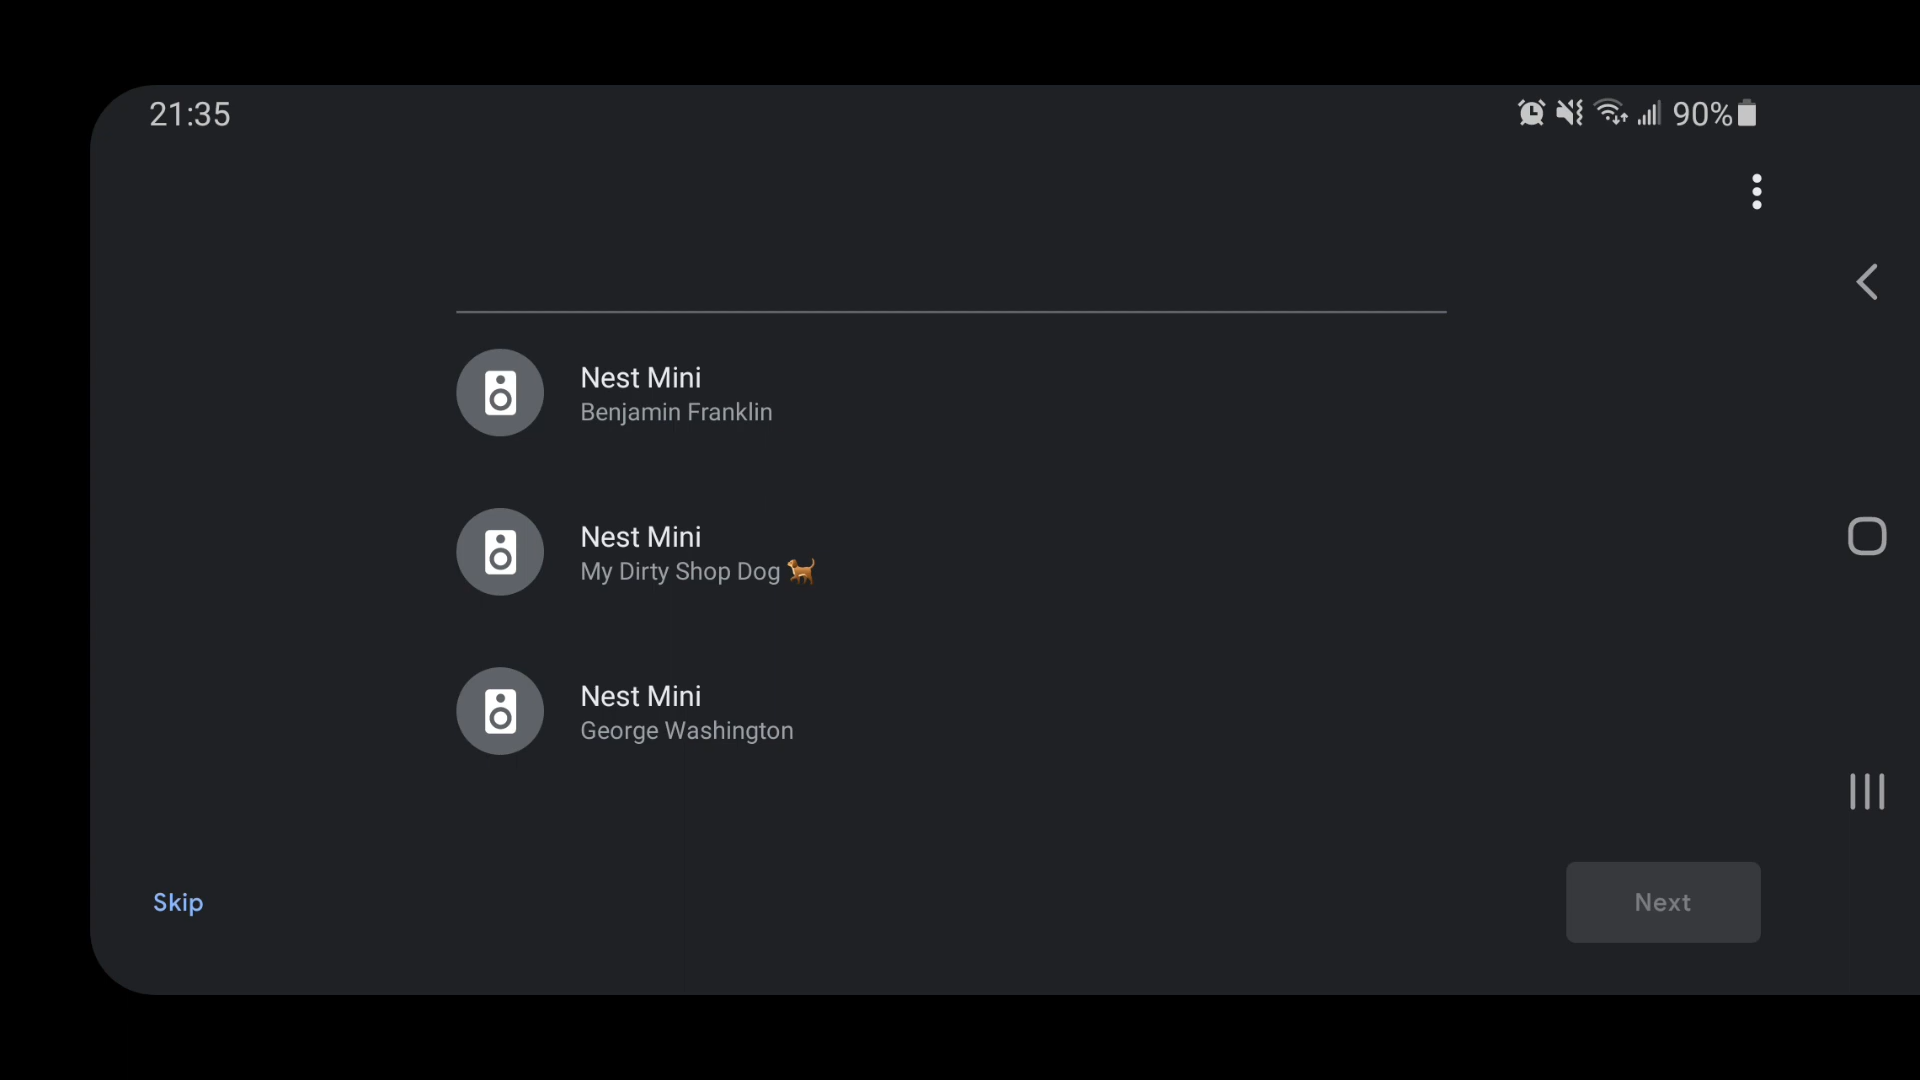 21:35
90%
Nest Mini
Benjamin Franklin
Nest Mini
My Dirty Shop Dog 🐕
Nest Mini
George Washington
Skip
Next